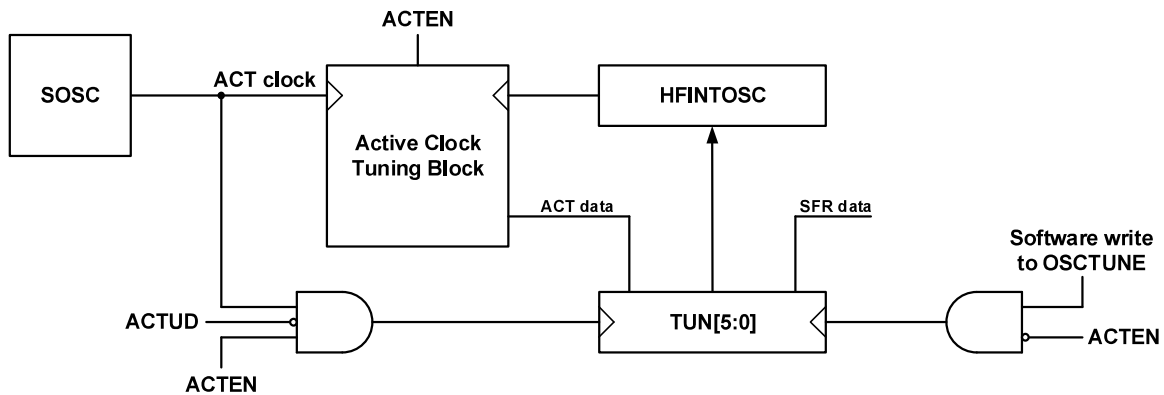 ACTEN
SOSC
ACT clock
HFINTOSC
Active Clock
Tuning Block
ACT data
SFR data
Software write
to OSCTUNE
ACTUD
TUN[5:0]
ACTEN
ACTEN